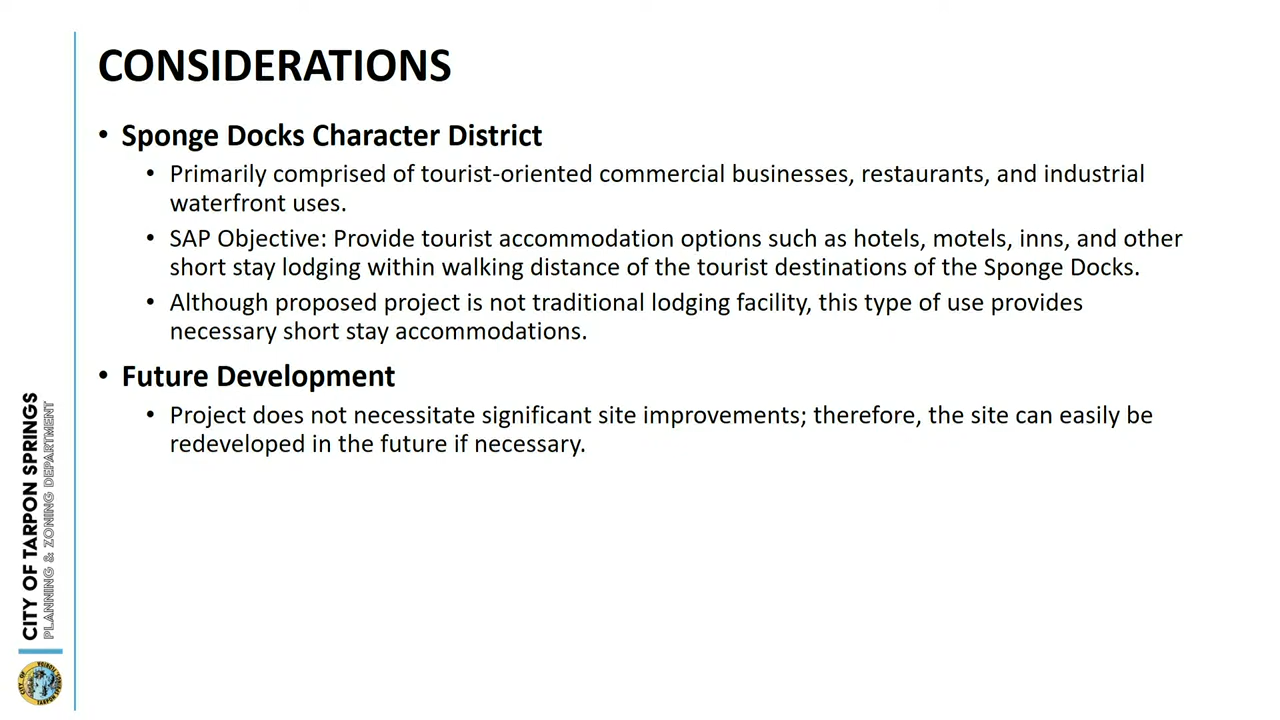 CONSIDERATIONS
• Sponge Docks Character District
• Primarily comprised of tourist-oriented commercial businesses, restaurants, and industrial
waterfront uses.
• SAP Objective: Provide tourist accommodation options such as hotels, motels, inns, and other
short stay lodging within walking distance of the tourist destinations of the Sponge Docks.
• Although proposed project is not traditional lodging facility, this type of use provides
necessary short stay accommodations.
• Future Development
• Project does not necessitate significant site improvements; therefore, the site can easily be
redeveloped in the future if necessary.
CITY OF TARPON SPRINGS
PLANNING & ZONING DEPARTMENT